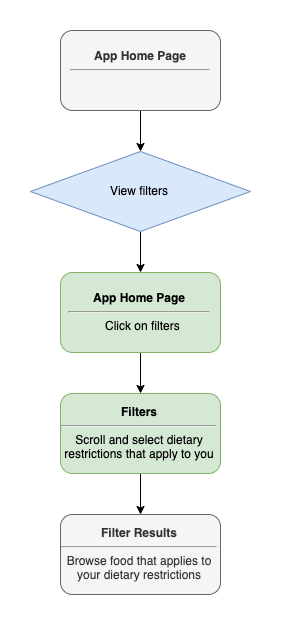 App Home Page
View filters
App Home Page
Click on filters
Filters
Scroll and select dietary
restrictions that apply to you
Filter Results
Browse food that applies to
your dietary restrictions